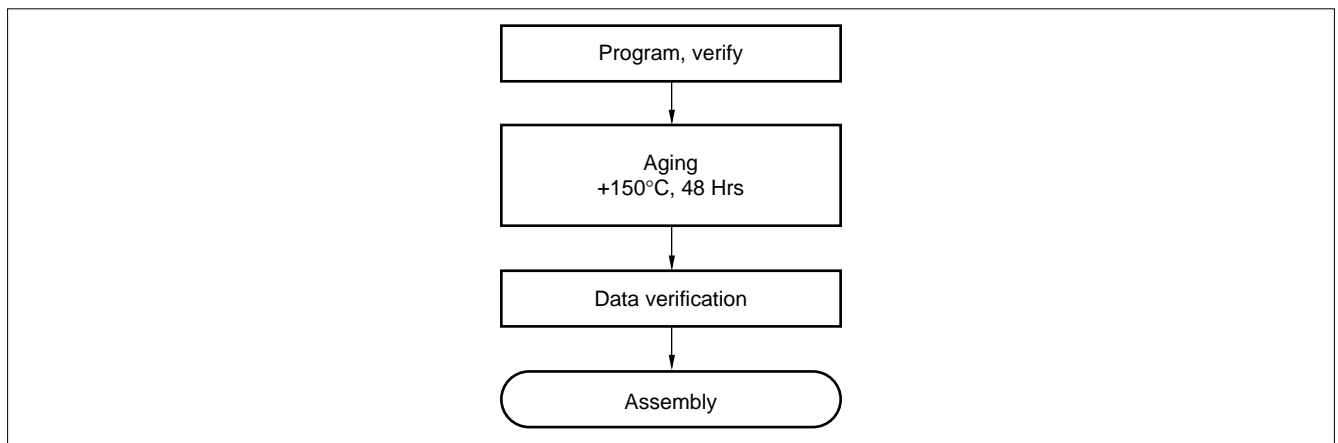 Program, verify
Aging
+150°C, 48 Hrs
Data verification
Assembly